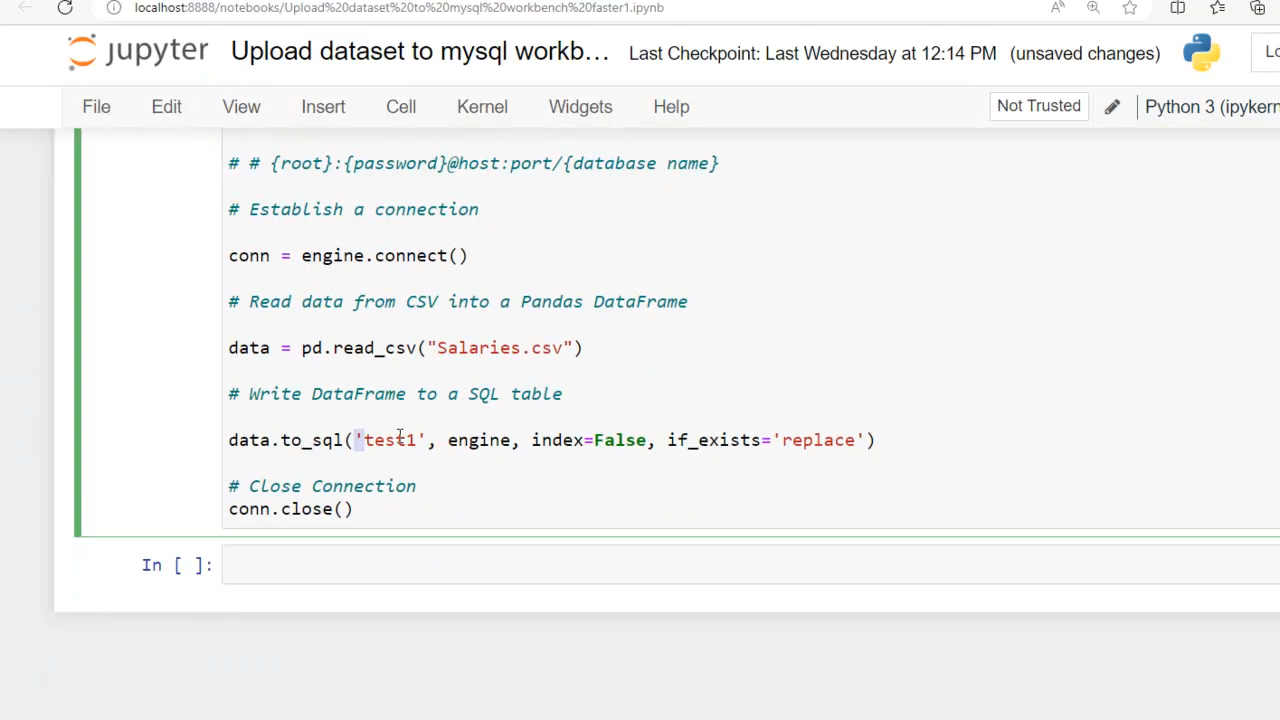 localhost:8888/notebooks/Upload%20dataset%20to%20mysql%20workbench%20faster1.ipynb
A
jupyter Upload dataset to mysql workb... Last Checkpoint: Last Wednesday at 12:14 PM (unsaved changes) Lo
File Edit View Insert Cell Kernel Widgets Help Not Trusted Python 3 (ipykern
# # {root}:{password}@host:port/{database name}
# Establish a connection
conn = engine.connect()
# Read data from CSV into a Pandas DataFrame
data = pd.read_csv("Salaries.csv")
# Write DataFrame to a SQL table
data.to_sql('test1', engine, index=False, if_exists='replace')
# Close Connection
conn.close()
In [ ]: